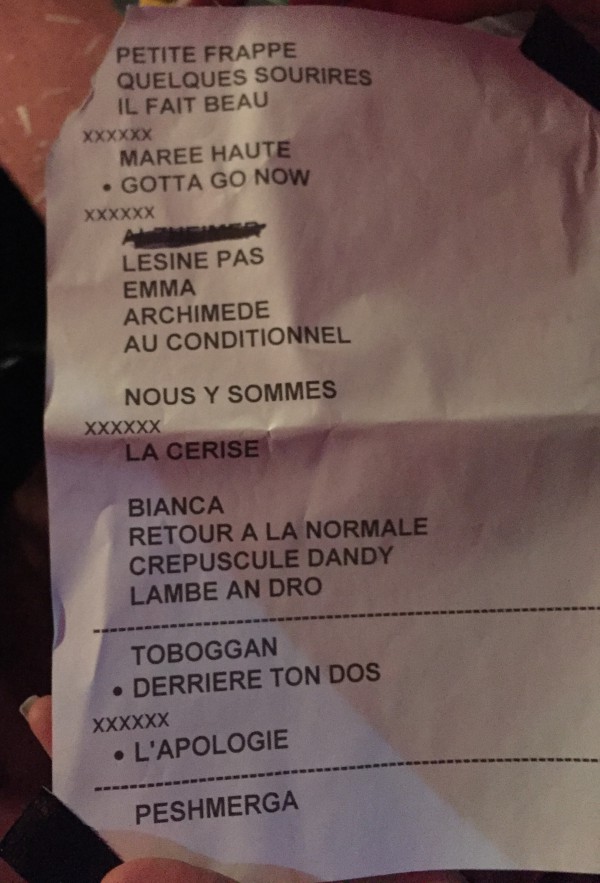 PETITE FRAPPE
QUELQUES SOURIRES
IL FAIT BEAU
xxxxxx
MAREE HAUTE
• GOTTA GO NOW
xxxxxx
ALZHEIMER
LESINE PAS
EMMA
ARCHIMEDE
AU CONDITIONNEL
NOUS Y SOMMES
xxxxxx
LA CERISE
BIANCA
RETOUR A LA NORMALE
CREPUSCULE DANDY
LAMBE AN DRO
TOBOGGAN
• DERRIERE TON DOS
xxxxxx
• L'APOLOGIE
PESHMERGA